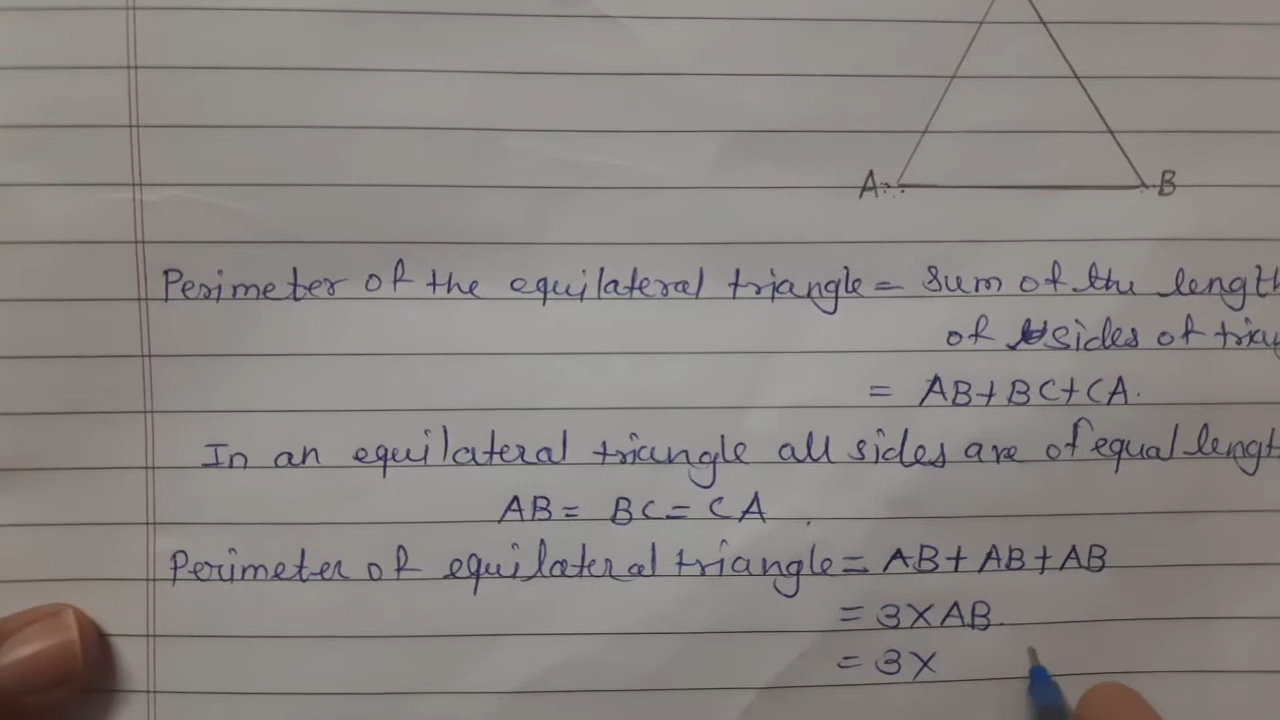 A B
Perimeter of the equilateral triangle = Sum of the length
of sides of
= AB + BC + CA.
In an equilateral triangle all sides are of equal
AB = BC = CA
Perimeter of equilateral triangle = AB + AB + AB
= 3 X AB.
= 3 X